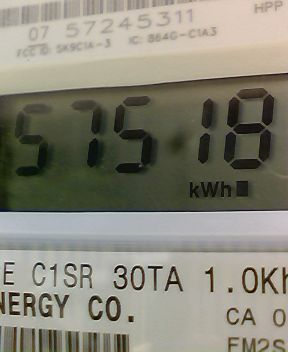 HPP
07 57245311
FCC ID: SK9C1A-3 IC: 864G-C1A3
57518
kWh
E C1SR 30TA 1.0Kh
NERGY CO.
CA 0
FM2S